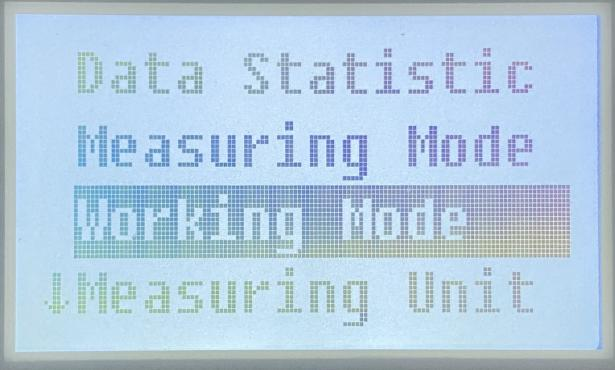 Data Statistic
Measuring Mode
Working Mode
↓Measuring Unit